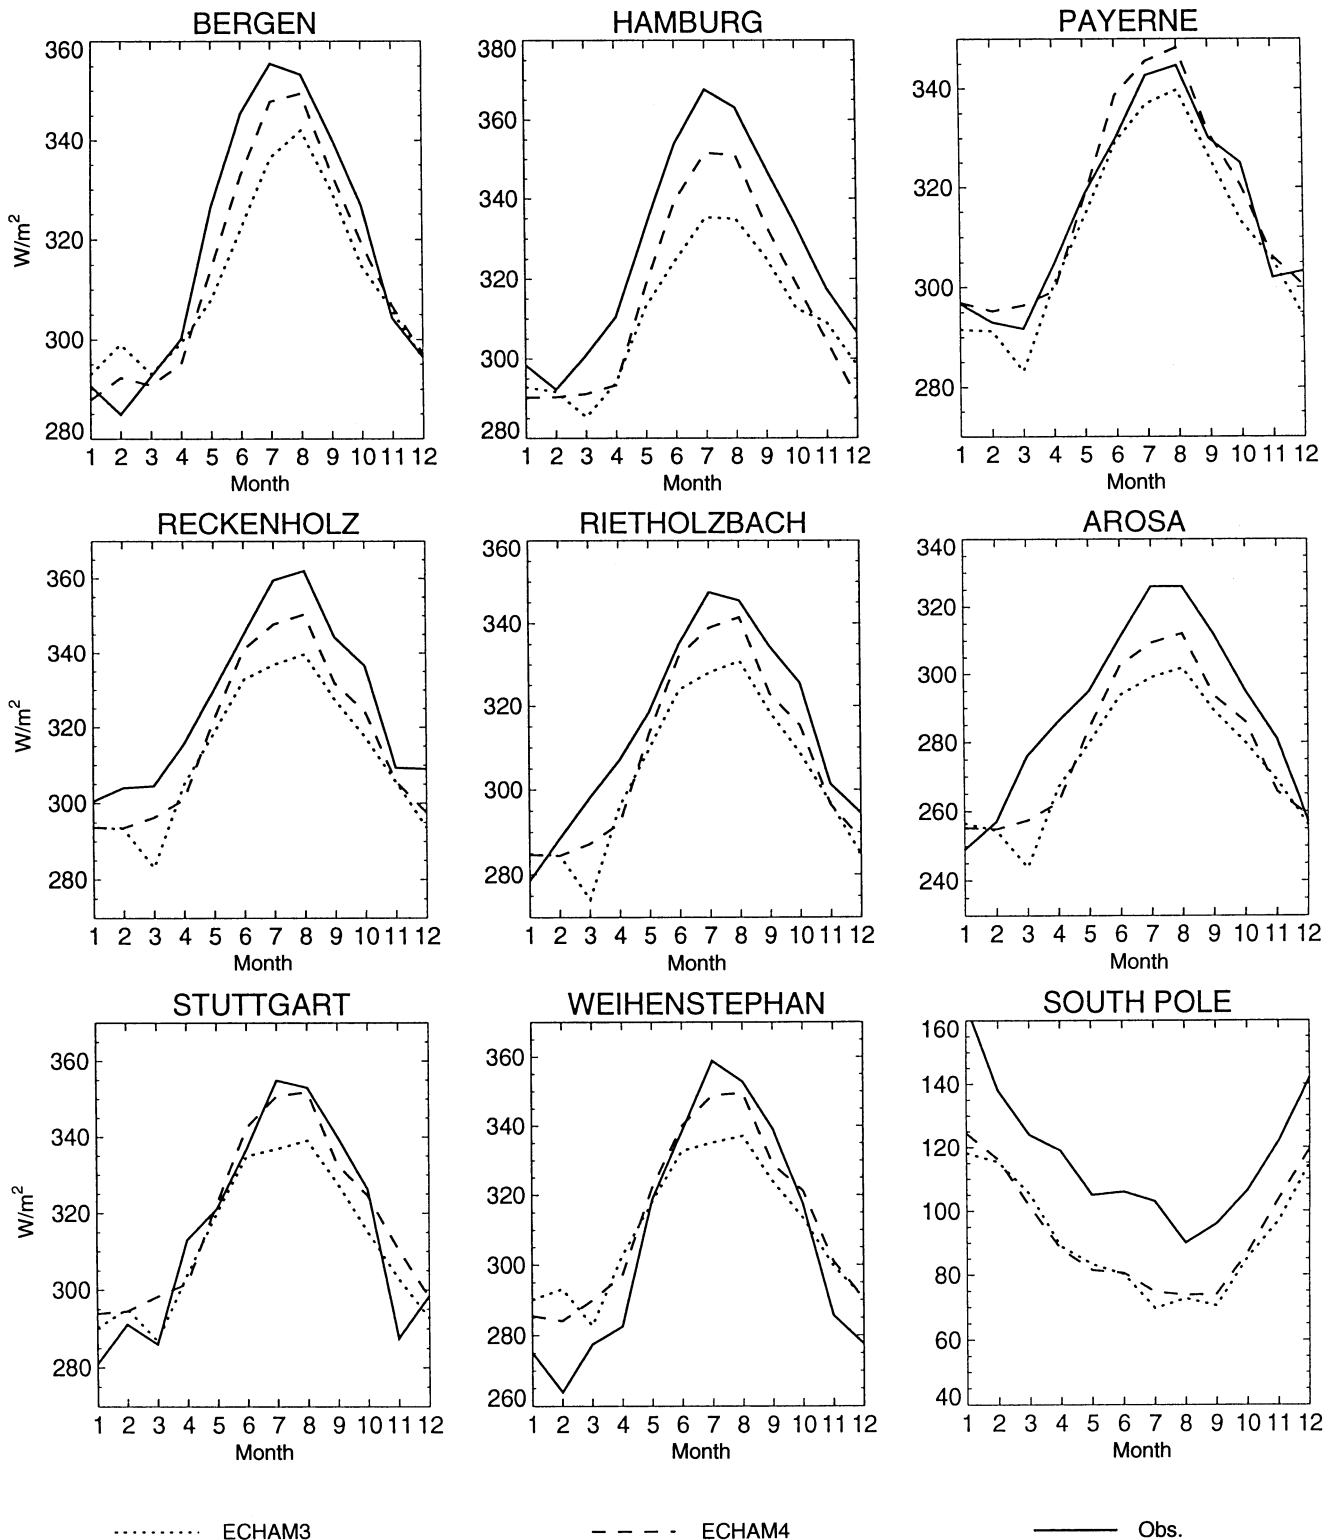 BERGEN
HAMBURG
PAYERNE
360
340
320
300
280
W/m²
1 2 3 4 5 6 7 8 9 10 11 12
Month
380
360
340
320
300
280
1 2 3 4 5 6 7 8 9 10 11 12
Month
340
320
300
280
1 2 3 4 5 6 7 8 9 10 11 12
Month
RECKENHOLZ
RIETHOLZBACH
AROSA
360
340
320
300
280
W/m²
1 2 3 4 5 6 7 8 9 10 11 12
Month
360
340
320
300
280
1 2 3 4 5 6 7 8 9 10 11 12
Month
340
320
300
280
260
240
1 2 3 4 5 6 7 8 9 10 11 12
Month
STUTTGART
WEIHENSTEPHAN
SOUTH POLE
360
340
320
300
280
W/m²
1 2 3 4 5 6 7 8 9 10 11 12
Month
360
340
320
300
280
260
1 2 3 4 5 6 7 8 9 10 11 12
Month
160
140
120
100
80
60
40
1 2 3 4 5 6 7 8 9 10 11 12
Month
ECHAM3
ECHAM4
Obs.